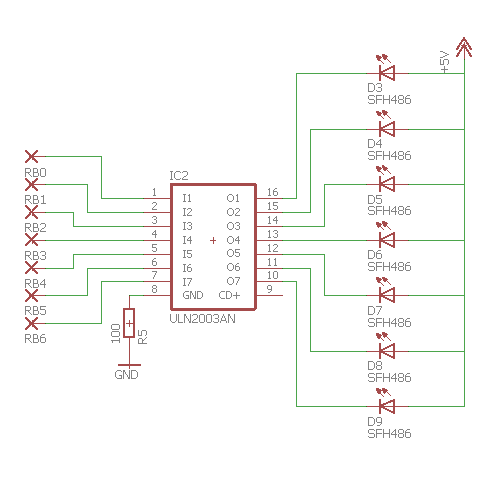 +5V
D3
SFH486
D4
SFH486
RB0
RB1
RB2
RB3
RB4
RB5
RB6
IC2
1 I1 O1 16
2 I2 O2 15
3 I3 O3 14
4 I4 O4 13
5 I5 O5 12
6 I6 O6 11
7 I7 O7 10
8 GND CD+ 9
ULN2003AN
D5
SFH486
D6
SFH486
D7
SFH486
100
R5
GND
D8
SFH486
D9
SFH486